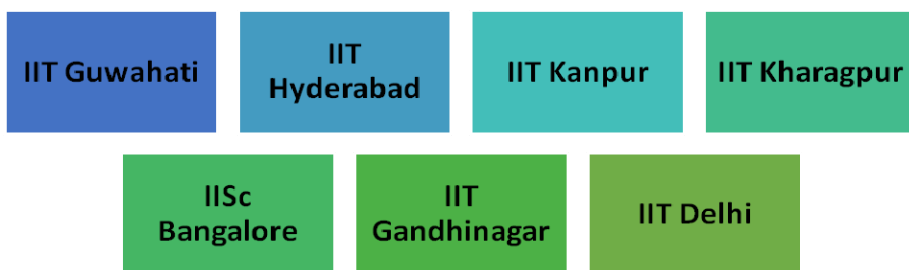 IIT Guwahati
IIT
Hyderabad
IIT Kanpur
IIT Kharagpur
IISc
Bangalore
IIT
Gandhinagar
IIT Delhi